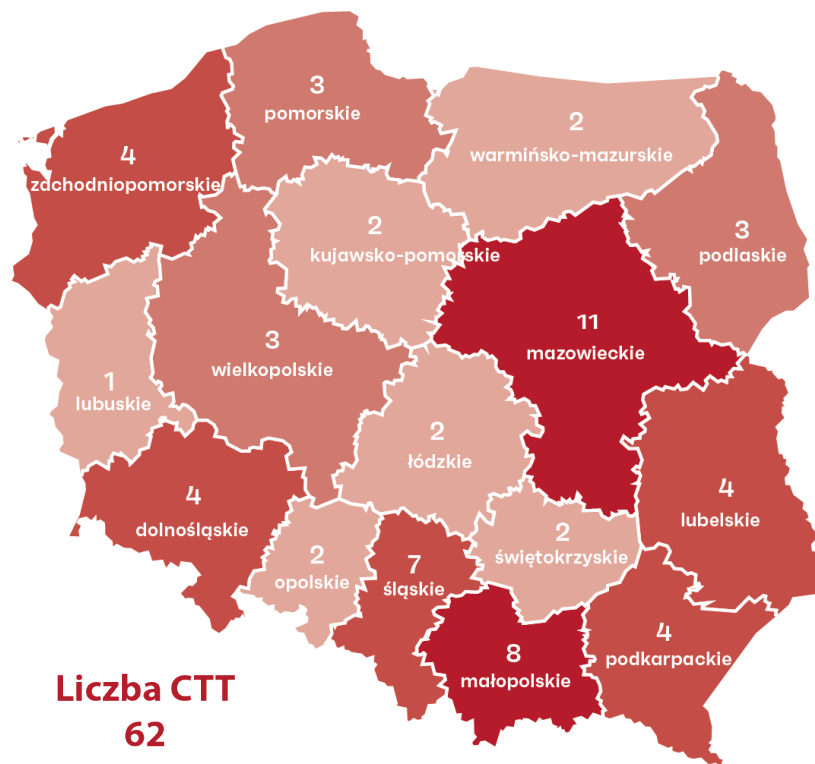 3
pomorskie
2
warmińsko-mazurskie
4
zachodniopomorskie
2
kujawsko-pomorskie
3
podlaskie
11
mazowieckie
3
wielkopolskie
1
lubuskie
2
łódzkie
4
dolnośląskie
4
lubelskie
2
opolskie
7
śląskie
2
świętokrzyskie
8
małopolskie
4
podkarpackie
Liczba CTT
62